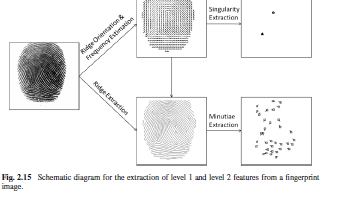 Ridge Orientation &
Frequency Estimation
Singularity
Extraction
Ridge Extraction
Minutiae
Extraction
Fig. 2.15 Schematic diagram for the extraction of level 1 and level 2 features from a fingerprint
image.